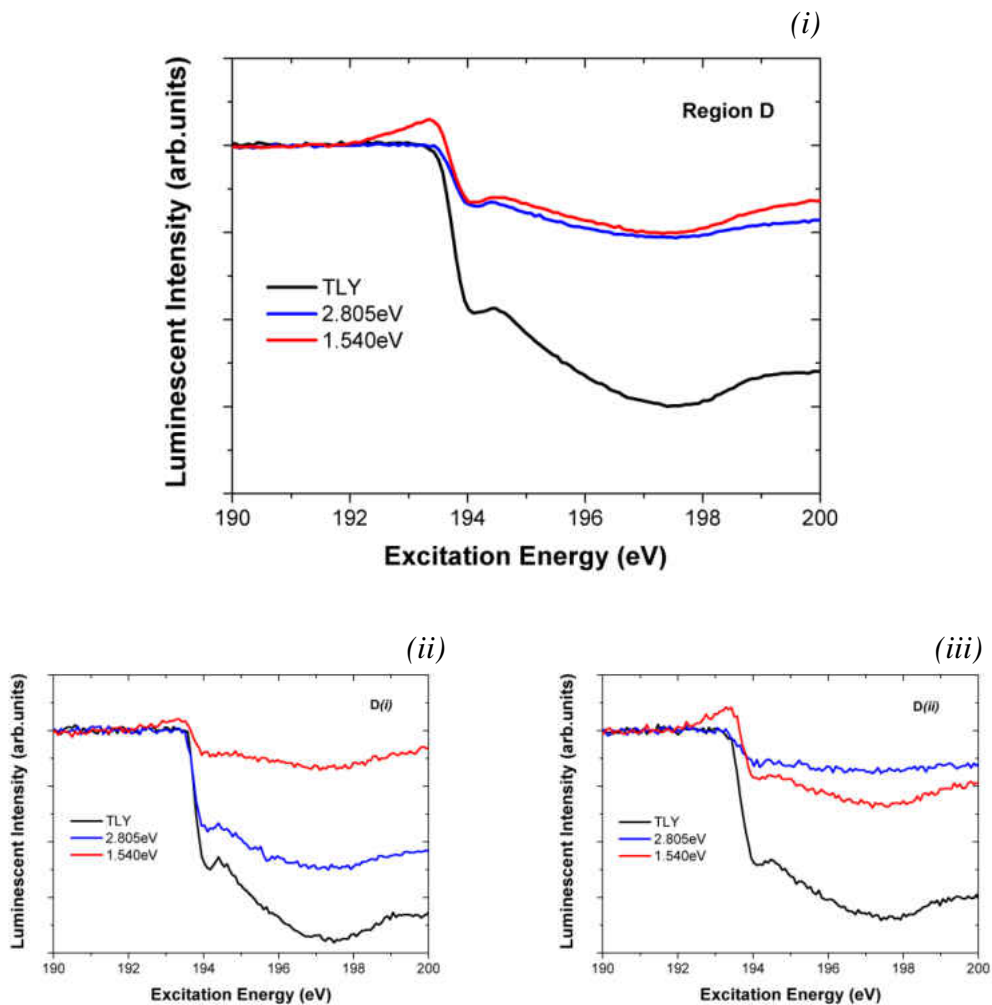 (i)
Region D
Luminescent Intensity (arb.units)
TLY
2.805eV
1.540eV
190 192 194 196 198 200
Excitation Energy (eV)
(ii)
D(i)
Luminescent Intensity (arb.units)
TLY
2.805eV
1.540eV
190 192 194 196 198 200
Excitation Energy (eV)
(iii)
D(ii)
Luminescent Intensity (arb.units)
TLY
2.805eV
1.540eV
190 192 194 196 198 200
Excitation Energy (eV)